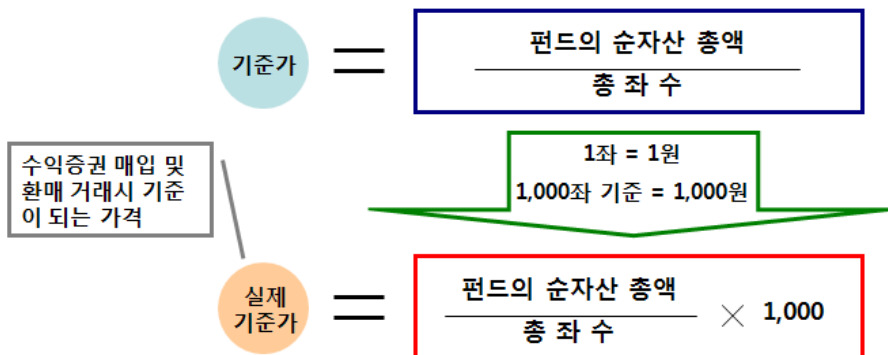 기준가
=
펀드의 순자산 총액
총 좌 수
수익증권 매입 및
환매 거래시 기준
이 되는 가격
1좌 = 1원
1,000좌 기준 = 1,000원
실제
기준가
=
펀드의 순자산 총액
총 좌 수
× 1,000